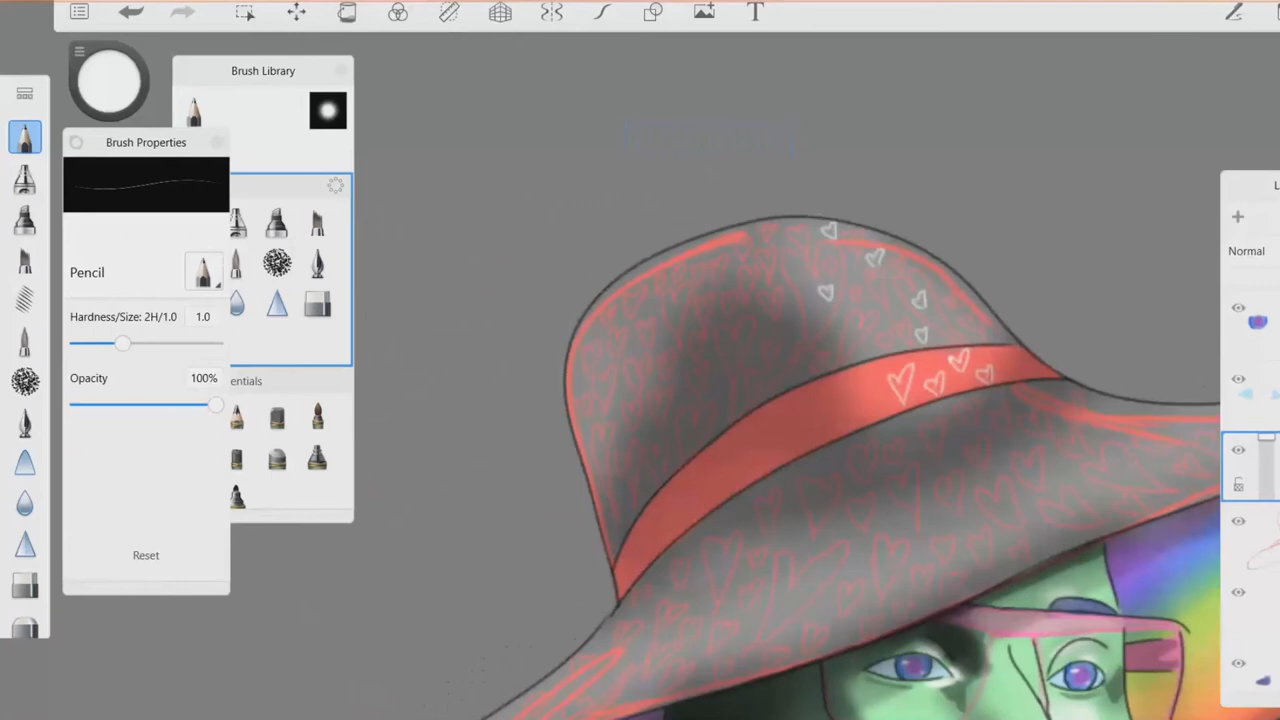 Brush Library
Brush Properties
Pencil
Hardness/Size: 2H/1.0 1.0
Opacity 100%
entials
Reset
L
Normal
T